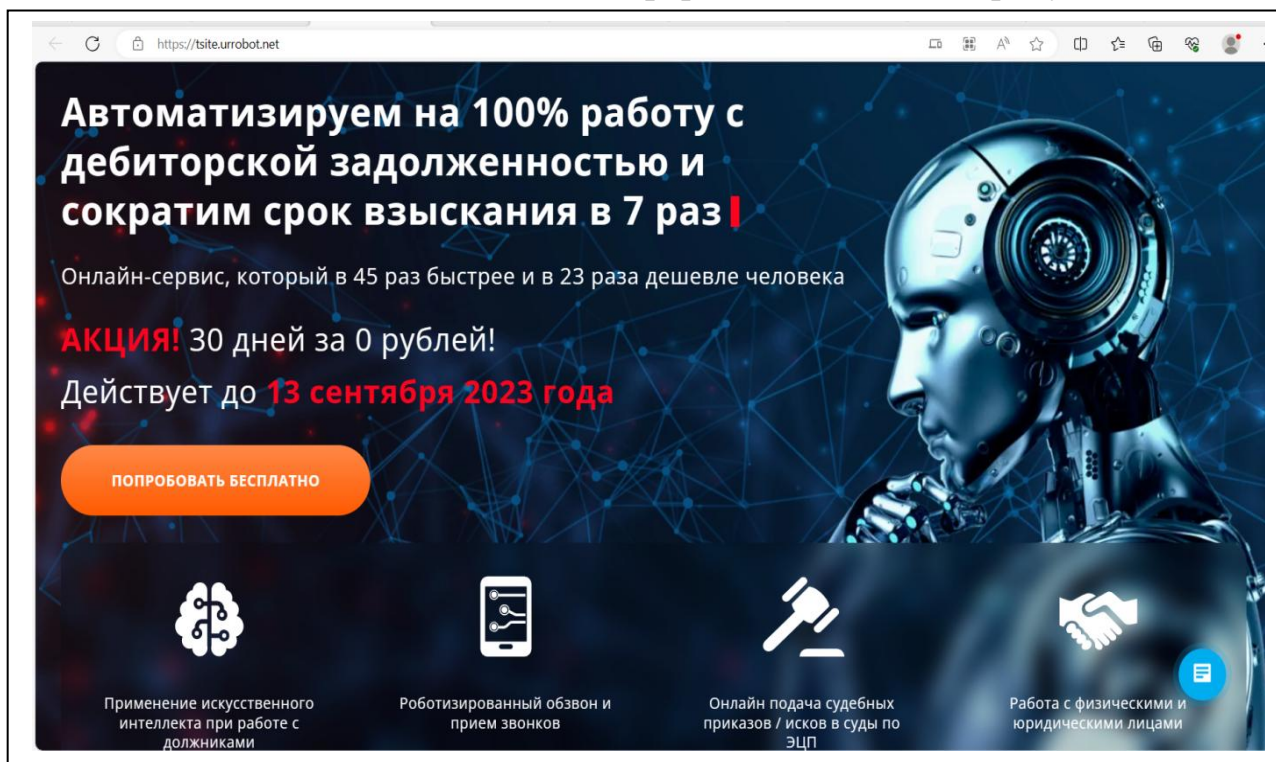 https://tsite.urrobot.net
Автоматизируем на 100% работу с
дебиторской задолженностью и
сократим срок взыскания в 7 раз
Онлайн-сервис, который в 45 раз быстрее и в 23 раза дешевле человека
АКЦИЯ! 30 дней за 0 рублей!
Действует до 13 сентября 2023 года
ПОПРОБОВАТЬ БЕСПЛАТНО
Применение искусственного
интеллекта при работе с
должниками
Роботизированный обзвон и
прием звонков
Онлайн подача судебных
приказов / исков в суды по
ЭЦП
Работа с физическими и
юридическими лицами